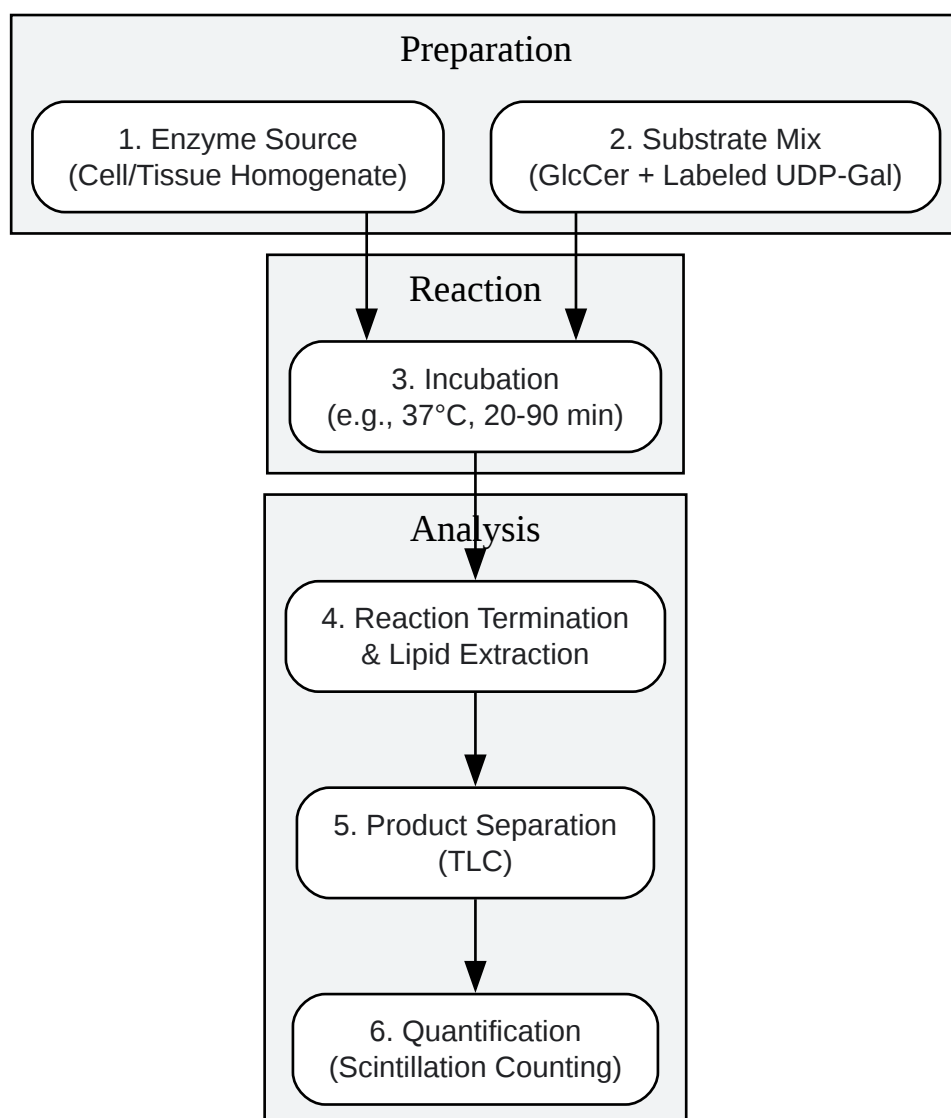 Preparation
1. Enzyme Source
(Cell/Tissue Homogenate)
2. Substrate Mix
(GlcCer + Labeled UDP-Gal)
Reaction
3. Incubation
(e.g., 37°C, 20-90 min)
Analysis
4. Reaction Termination
& Lipid Extraction
5. Product Separation
(TLC)
6. Quantification
(Scintillation Counting)